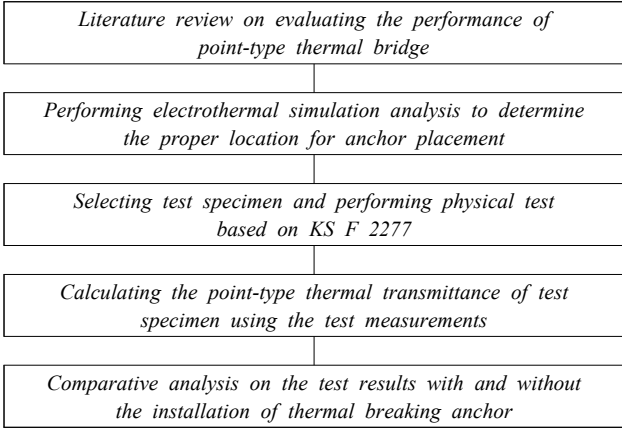 Literature review on evaluating the performance of
point-type thermal bridge
Performing electrothermal simulation analysis to determine
the proper location for anchor placement
Selecting test specimen and performing physical test
based on KS F 2277
Calculating the point-type thermal transmittance of test
specimen using the test measurements
Comparative analysis on the test results with and without
the installation of thermal breaking anchor